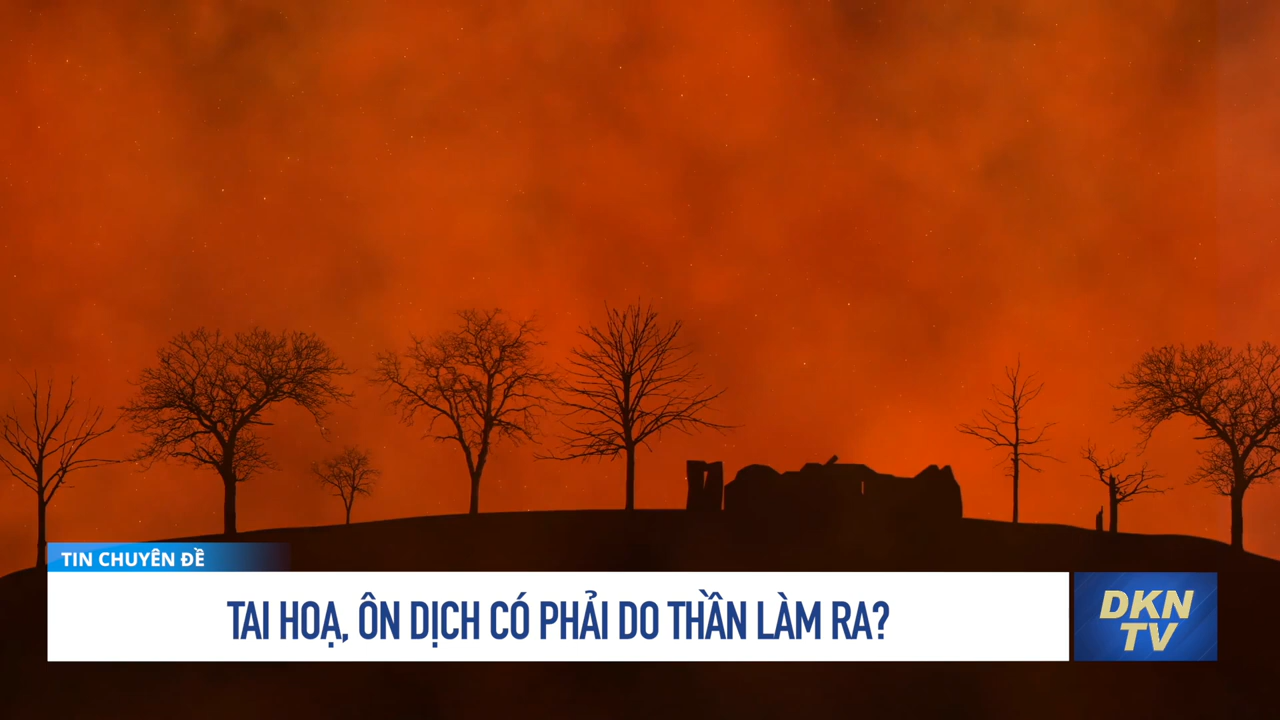 TIN CHUYÊN ĐỀ
TAI HOẠ, ÔN DỊCH CÓ PHẢI DO THẦN LÀM RA?
DKN
TV